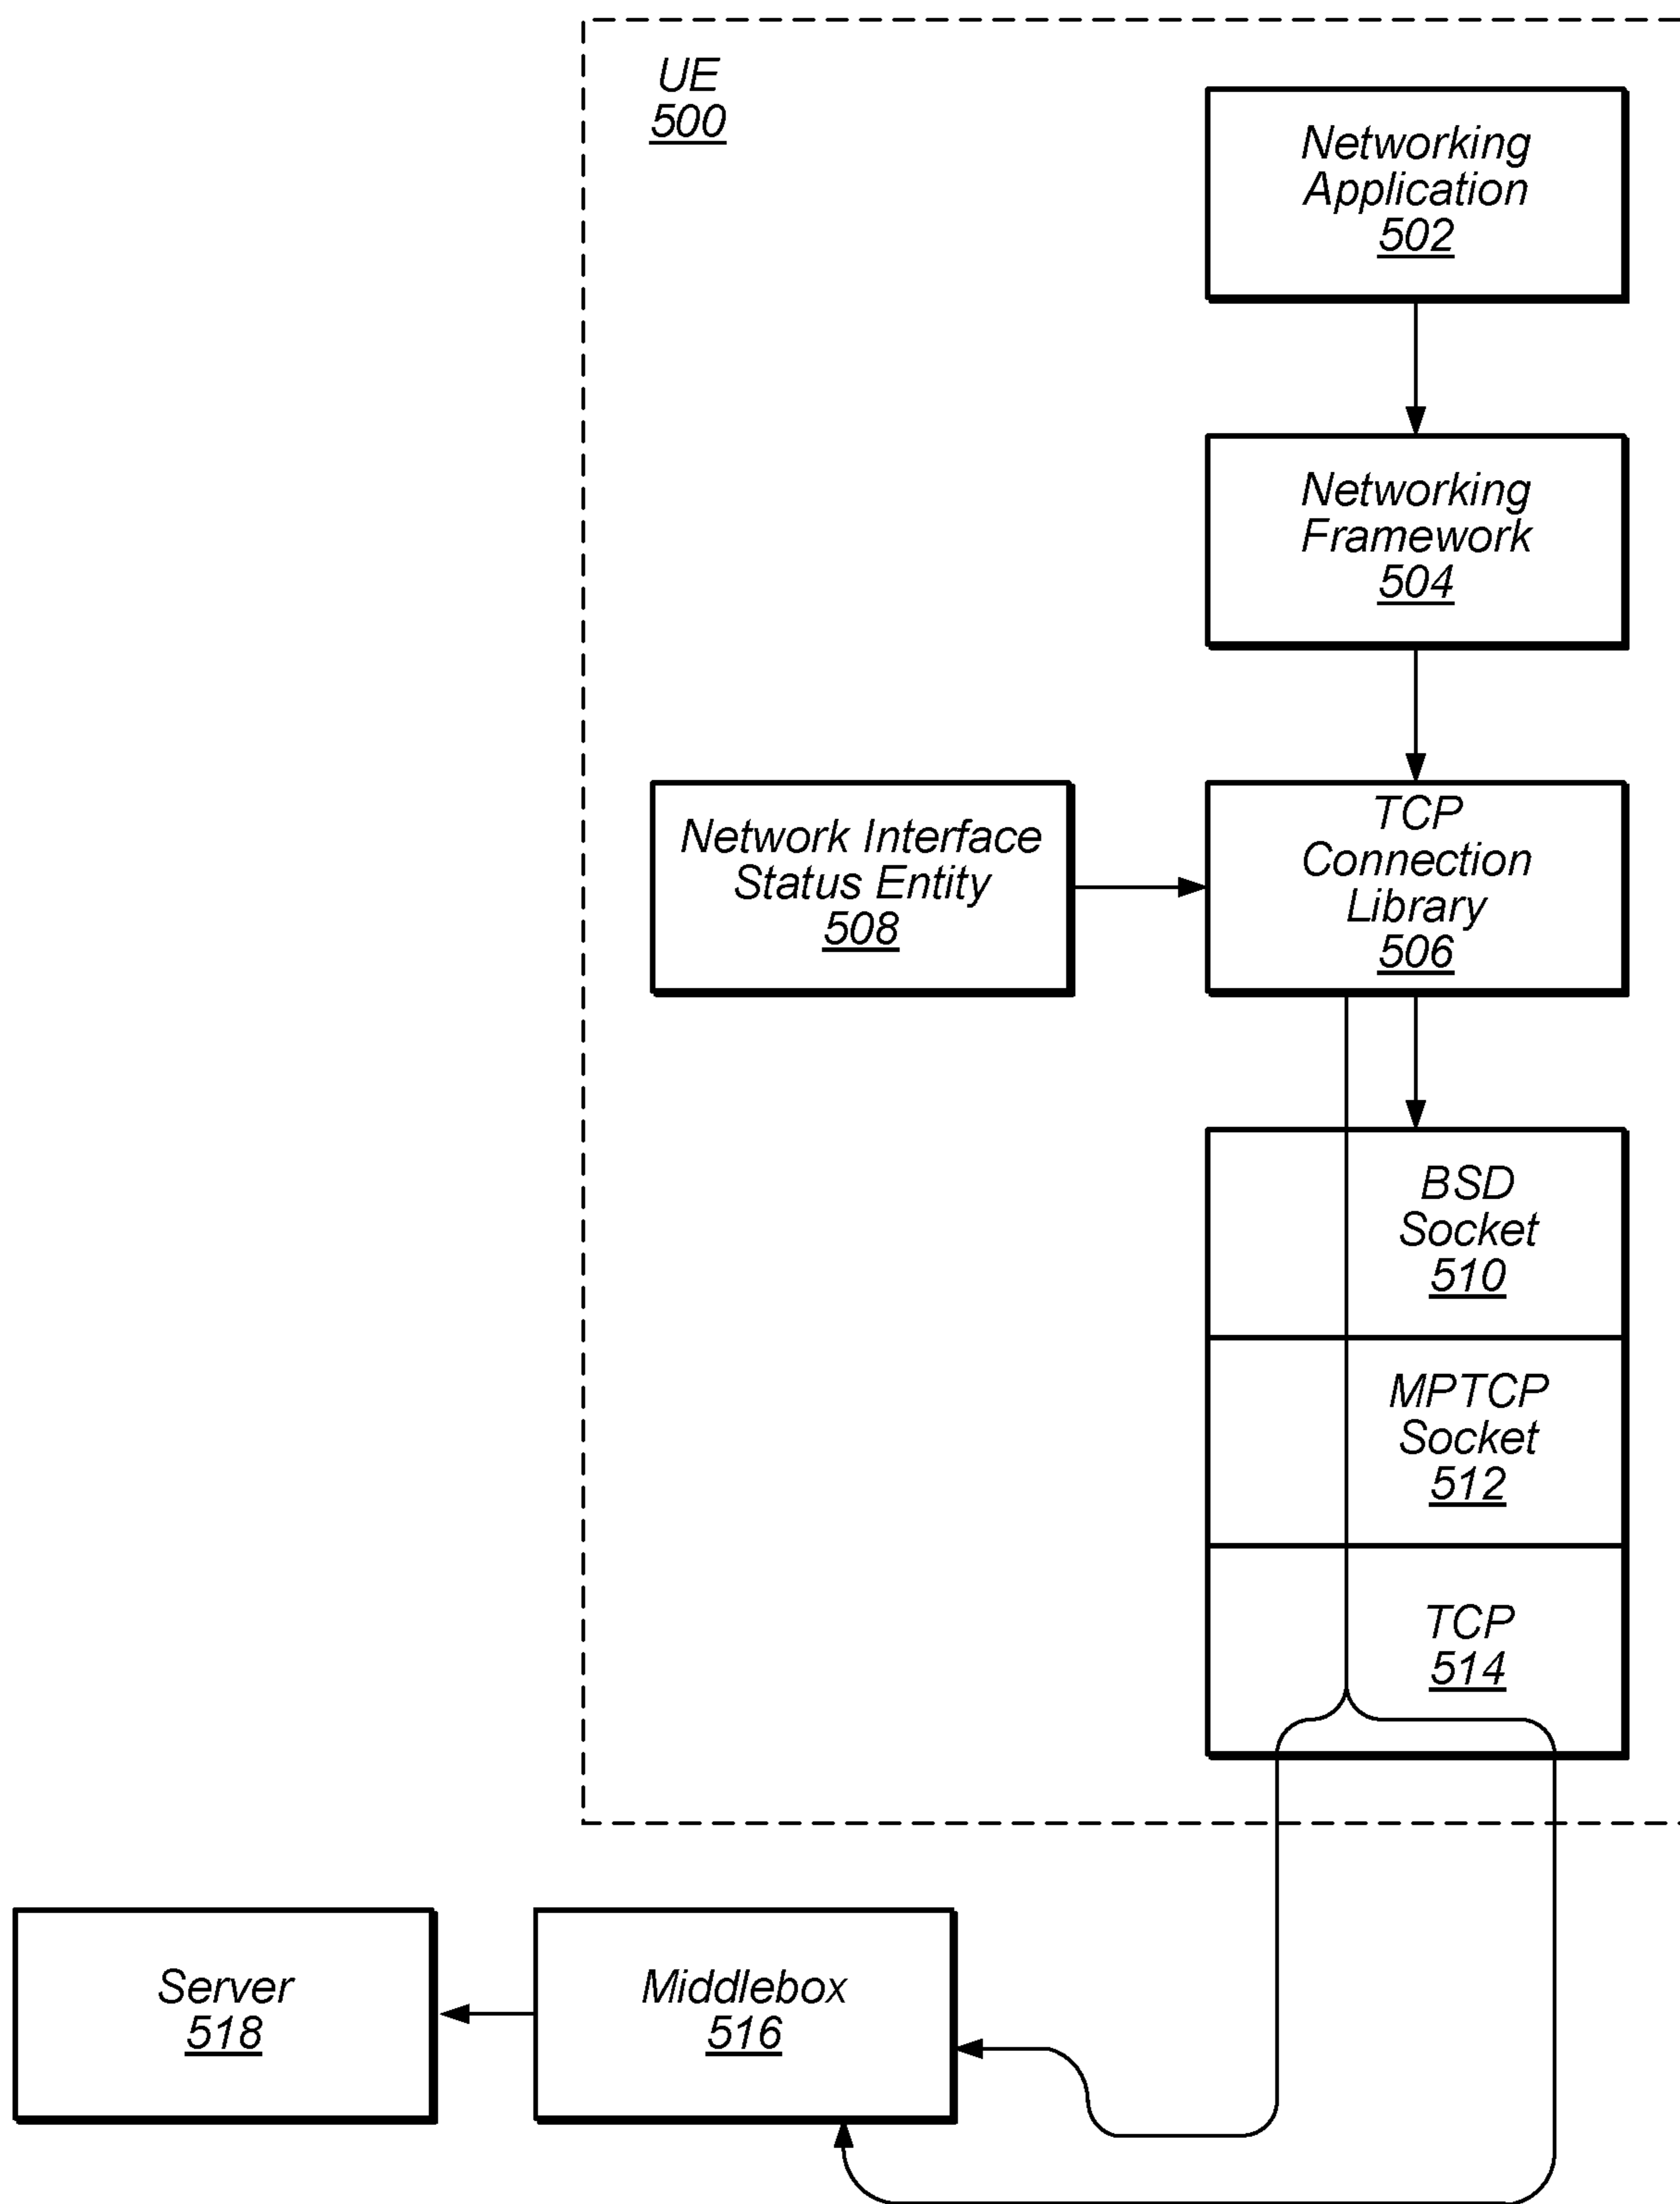 UE
500
Networking
Application
502
Networking
Framework
504
Network Interface
Status Entity
508
TCP
Connection
Library
506
BSD
Socket
510
MPTCP
Socket
512
TCP
514
Server
518
Middlebox
516